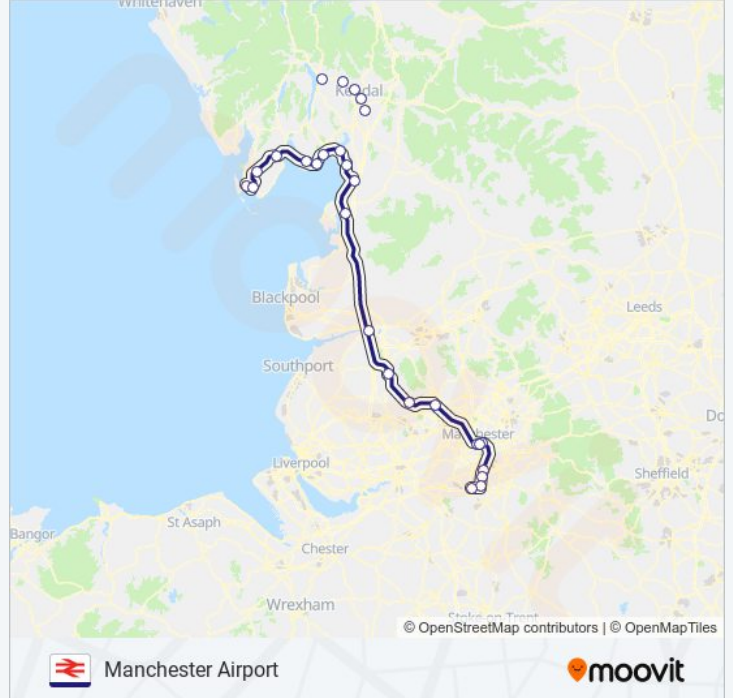 Whitehaven
Kendal
Blackpool
Leeds
Southport
Manchester
Liverpool
Sheffield
St Asaph
Bangor
Chester
Wrexham
Stoke on Trent
© OpenStreetMap contributors | © OpenMapTiles
Manchester Airport
moovit